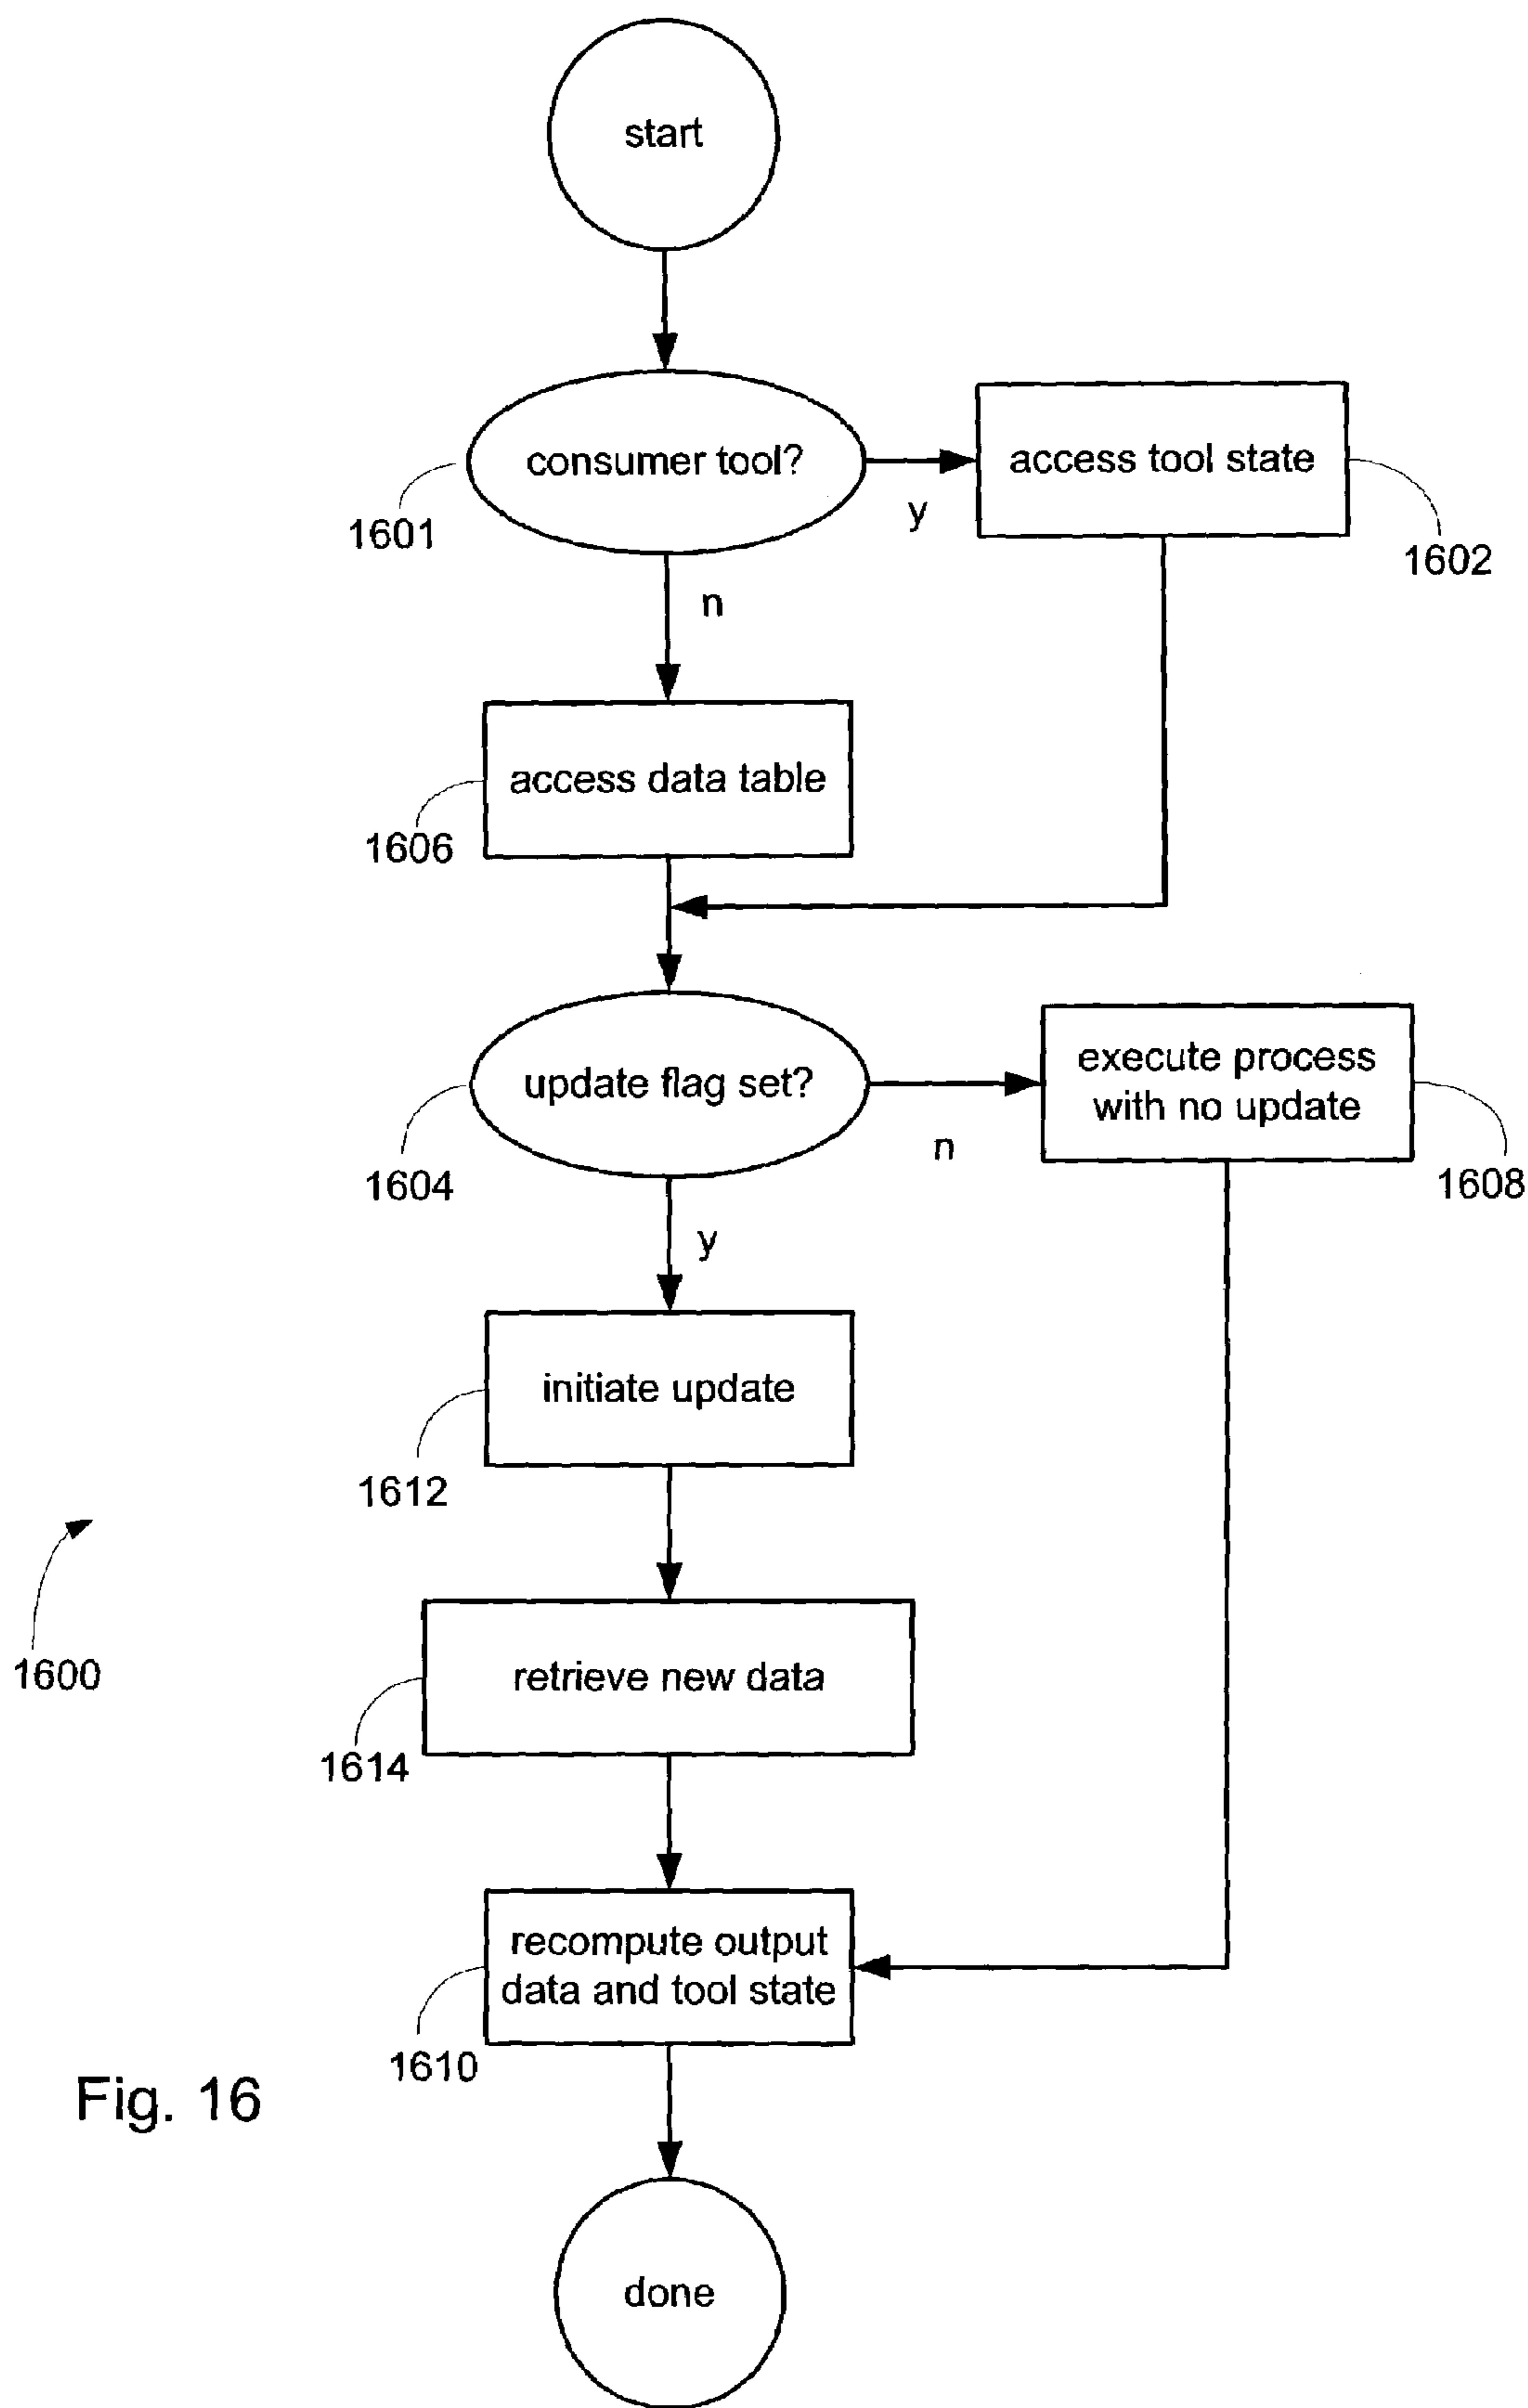 start
consumer tool?
access tool state
1601
y
1602
n
access data table
1606
update flag set?
execute process
with no update
n
1604
1608
y
initiate update
1612
retrieve new data
1600
1614
recompute output
data and tool state
1610
Fig. 16
done